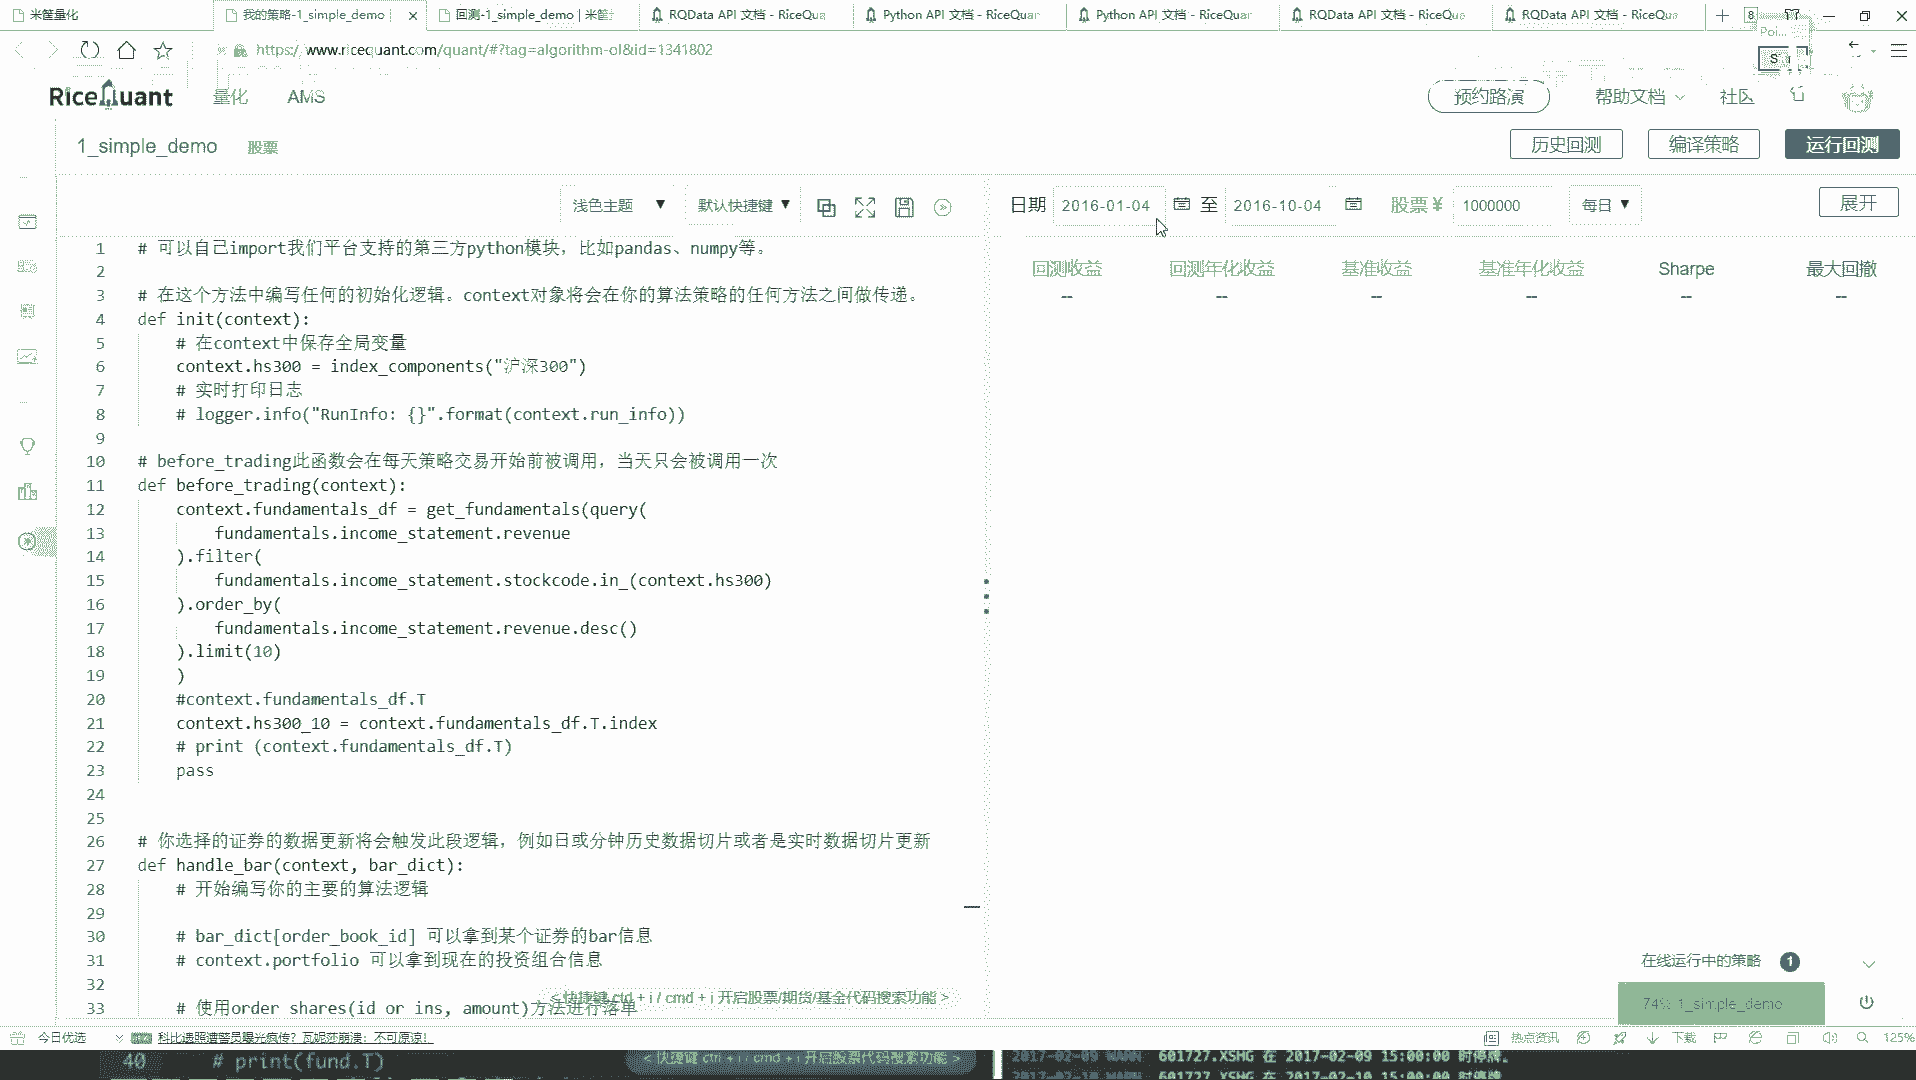 米筐量化
我的策略-1_simple_demo
回测-1_simple_demo | 米筐
RQData API 文档 - RiceQua
Python API 文档 - RiceQuar
Python API 文档 - RiceQuar
RQData API 文档 - RiceQue
RQData API 文档 - RiceQua
8
Poi...
https://www.ricequant.com/quant/#?tag=algorithm-ol&id=1341802
RiceQuant
量化
AMS
预约路演
帮助文档
社区
1_simple_demo
股票
历史回测
编译策略
运行回测
浅色主题
默认快捷键
日期 2016-01-04 至 2016-10-04 股票 ¥ 1000000 每日
展开
回测收益 回测年化收益 基准收益 基准年化收益 Sharpe 最大回撤
-- -- -- -- -- --
1 # 可以自己import我们平台支持的第三方python模块，比如pandas、numpy等。
2
3 # 在这个方法中编写任何的初始化逻辑。context对象将会在你的算法策略的任何方法之间做传递。
4 def init(context):
5 # 在context中保存全局变量
6 context.hs300 = index_components("沪深300")
7 # 实时打印日志
8 # logger.info("RunInfo: {}".format(context.run_info))
9
10 # before_trading此函数会在每天策略交易开始前被调用，当天只会被调用一次
11 def before_trading(context):
12 context.fundamentals_df = get_fundamentals(query(
13 fundamentals.income_statement.revenue
14 ).filter(
15 fundamentals.income_statement.stockcode.in_(context.hs300)
16 ).order_by(
17 fundamentals.income_statement.revenue.desc()
18 ).limit(10)
19 )
20 #context.fundamentals_df.T
21 context.hs300_10 = context.fundamentals_df.T.index
22 # print (context.fundamentals_df.T)
23 pass
24
25
26 # 你选择的证券的数据更新将会触发此段逻辑，例如日或分钟历史数据切片或者是实时数据切片更新
27 def handle_bar(context, bar_dict):
28 # 开始编写你的主要的算法逻辑
29
30 # bar_dict[order_book_id] 可以拿到某个证券的bar信息
31 # context.portfolio 可以拿到现在的投资组合信息
32
33 # 使用order_shares(id_or_ins, amount)方法进行落单
< 快捷键 ctrl + i / cmd + i 开启股票/期货/基金代码搜索功能 >
在线运行中的策略 1
74% 1_simple_demo
今日优选
科比遗照遭警员曝光疯传？瓦妮莎崩溃：不可原谅！
热点资讯
下载
125%
40 # print(fund.T)
< 快捷键 ctrl + i / cmd + i 开启股票代码搜索功能 >
2017-02-09 WARN 601727.XSHG 在 2017-02-09 15:00:00 时停牌。
2017-02-10 WARN 601727.XSHG 在 2017-02-10 15:00:00 时停牌。